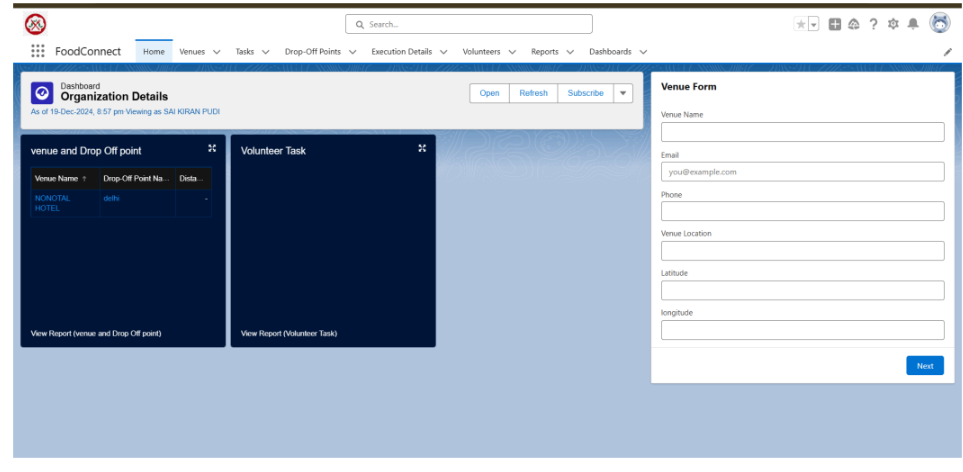 Search...
FoodConnect Home Venues Tasks Drop-Off Points Execution Details Volunteers Reports Dashboards
Dashboard
Organization Details
As of 19-Dec-2024, 8:57 pm·Viewing as SAI KIRAN PUDI
Open Refresh Subscribe
venue and Drop Off point
Venue Name ↑ Drop-Off Point Na... Dista...
NONOTAL delhi -
HOTEL
View Report (venue and Drop Off point)
Volunteer Task
View Report (Volunteer Task)
Venue Form
Venue Name
Email
you@example.com
Phone
Venue Location
Latitude
longitude
Next